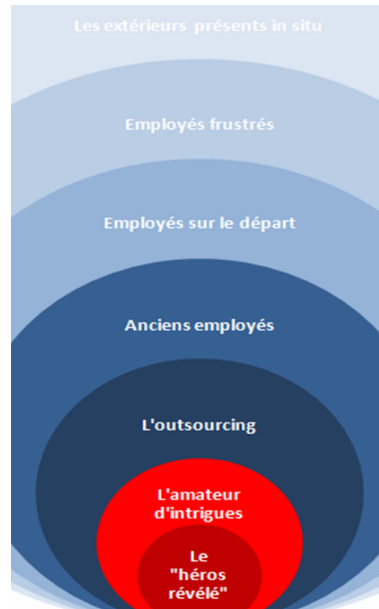 Les extérieurs présents in situ
Employés frustrés
Employés sur le départ
Anciens employés
L'outsourcing
L'amateur
d'intrigues
Le
"héros
révélé"